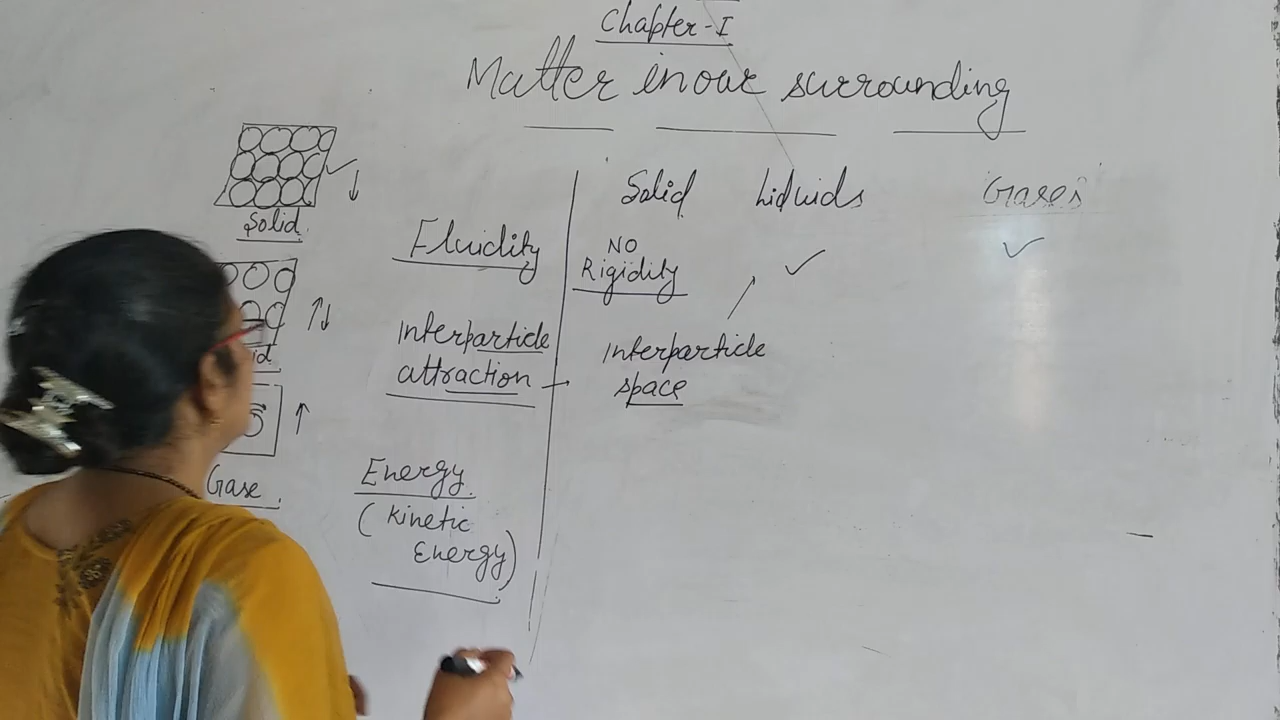 Chapter-I
Matter in our surrounding
Solid Liquids Gases
Solid.
Fluidity
NO
Rigidity
Interparticle
attraction
Interparticle
space
Gase.
Energy.
(Kinetic
Energy)